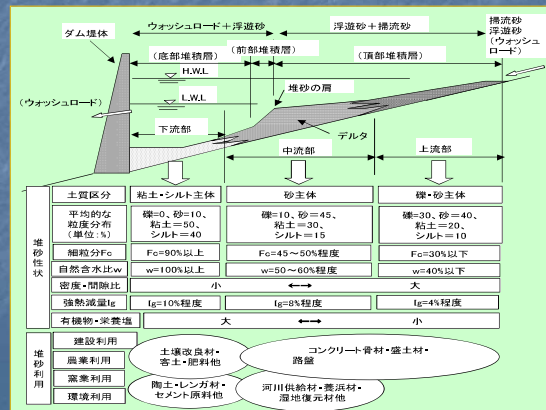 ウォッシュロード＋浮遊砂
浮遊砂＋掃流砂
掃流砂
浮遊砂
(ウォッシュ
ロード)
ダム堤体
(底部堆積層)
(前部堆積層)
(頂部堆積層)
H.W.L
L.W.L
堆砂の肩
(ウォッシュロード)
デルタ
下流部
中流部
上流部
堆砂性状
土質区分
粘土・シルト主体
砂主体
礫・砂主体
平均的な
粒度分布
(単位:%)
礫=0、砂=10、
粘土=50、
シルト=40
礫=10、砂=45、
粘土=30、
シルト=15
礫=30、砂=40、
粘土=20、
シルト=10
細粒分Fc
Fc=90%以上
Fc=45～50%程度
Fc=30%以下
自然含水比w
w=100%以上
w=50～60%程度
w=40%以下
密度・間隙比
小 ←→ 大
強熱減量Ig
Ig=10%程度
Ig=8%程度
Ig=4%程度
有機物・栄養塩
大 ←→ 小
堆砂利用
建設利用
農業利用
窯業利用
環境利用
土壌改良材・
客土・肥料他
コンクリート骨材・盛土材・
路盤
陶土・レンガ材・
セメント原料他
河川供給材・養浜材・
湿地復元材他